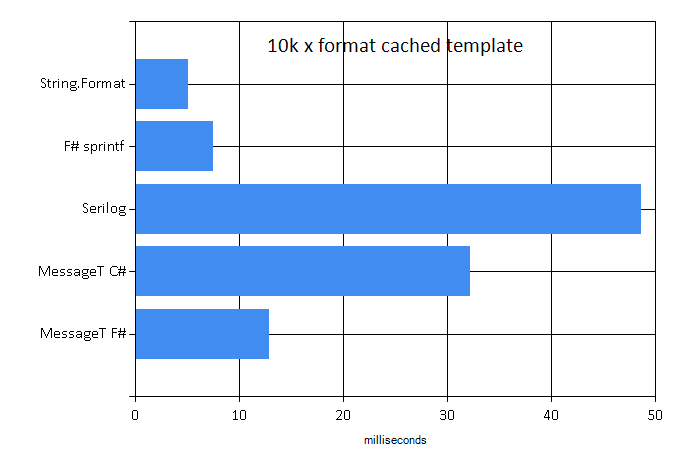 10k x format cached template
String.Format
F# sprintf
Serilog
MessageT C#
MessageT F#
0 10 20 30 40 50
milliseconds